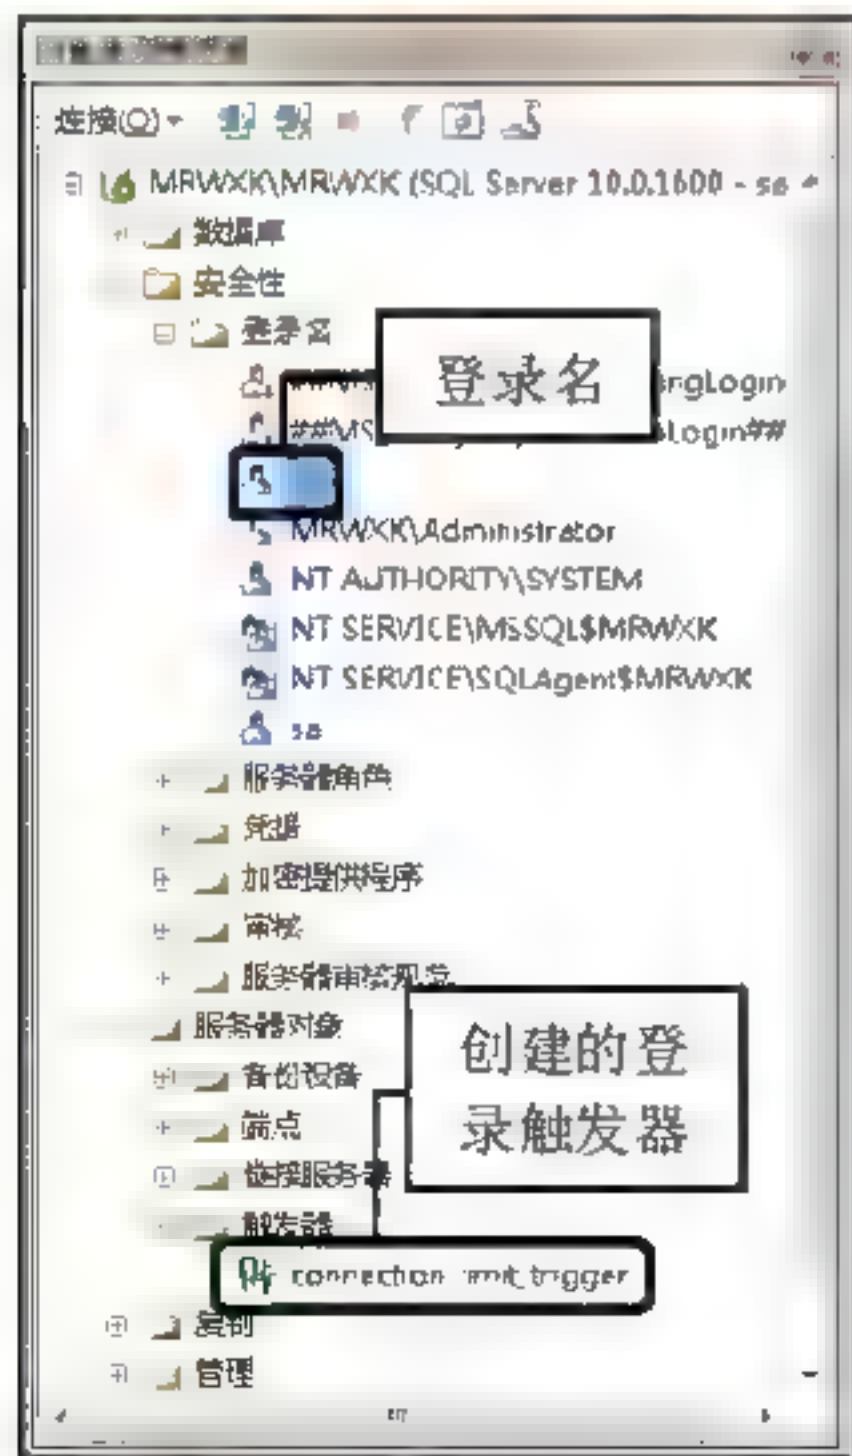 连接(O)
MRWXK\MRWXK (SQL Server 10.0.1600 - sa
数据库
安全性
登录名
登录名
ngLogin
##MS_
Login##
MRWXK\Administrator
NT AUTHORITY\SYSTEM
NT SERVICE\MSSQL$MRWXK
NT SERVICE\SQLAgent$MRWXK
sa
服务器角色
凭据
加密提供程序
审核
服务器审核规范
服务器对象
创建的登
录触发器
备份设备
端点
链接服务器
触发器
connection_limit_trigger
复制
管理